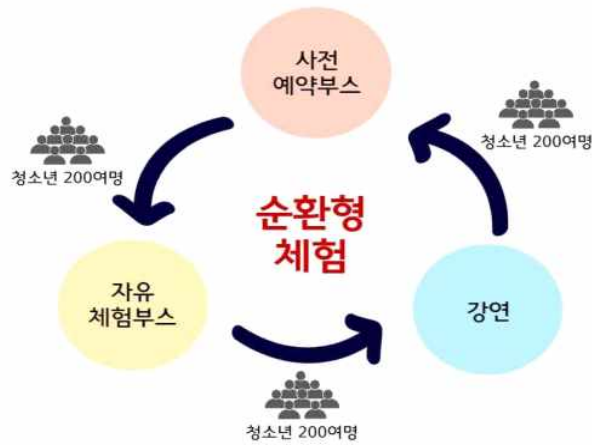 사전
예약부스
청소년 200여명
청소년 200여명
순환형
체험
자유
체험부스
강연
청소년 200여명